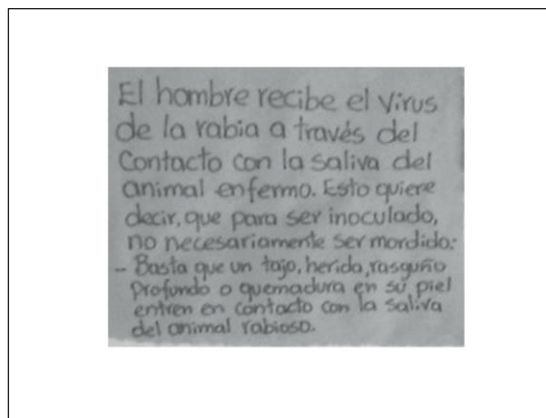 El hombre recibe el virus
de la rabia a través del
Contacto con la saliva del
animal enfermo. Esto quiere
decir, que para ser inoculado,
no necesariamente ser mordido:
- Basta que un tajo, herida, rasguño
profundo o quemadura en su piel
entren en contacto con la saliva
del animal rabioso.